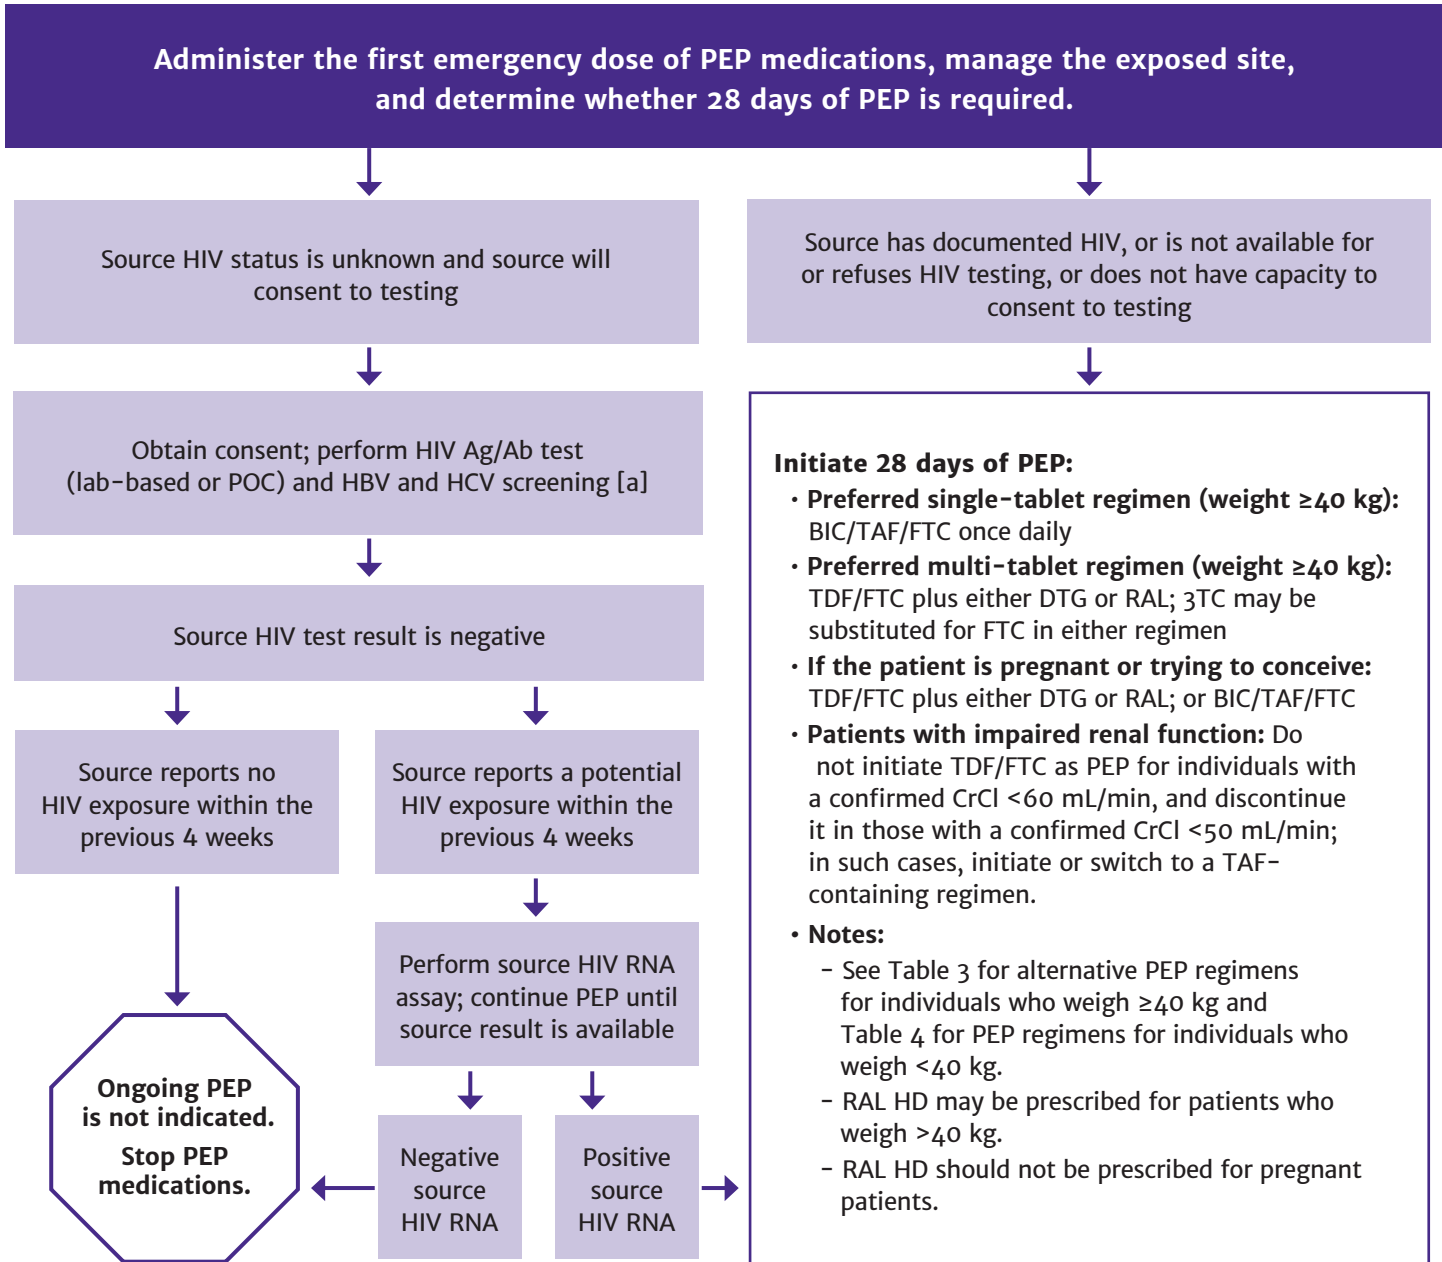 Administer the first emergency dose of PEP medications, manage the exposed site,
and determine whether 28 days of PEP is required.
Source HIV status is unknown and source will
consent to testing
Obtain consent; perform HIV Ag/Ab test
(lab-based or POC) and HBV and HCV screening [a]
Source HIV test result is negative
Source reports no
HIV exposure within the
previous 4 weeks
Source reports a potential
HIV exposure within the
previous 4 weeks
Perform source HIV RNA
assay; continue PEP until
source result is available
Ongoing PEP
is not indicated.
Stop PEP
medications.
Negative
source
HIV RNA
Positive
source
HIV RNA
Source has documented HIV, or is not available for
or refuses HIV testing, or does not have capacity to
consent to testing
Initiate 28 days of PEP:
• Preferred single-tablet regimen (weight ≥40 kg):
BIC/TAF/FTC once daily
• Preferred multi-tablet regimen (weight ≥40 kg):
TDF/FTC plus either DTG or RAL; 3TC may be
substituted for FTC in either regimen
• If the patient is pregnant or trying to conceive:
TDF/FTC plus either DTG or RAL; or BIC/TAF/FTC
• Patients with impaired renal function: Do
not initiate TDF/FTC as PEP for individuals with
a confirmed CrCl <60 mL/min, and discontinue
it in those with a confirmed CrCl <50 mL/min;
in such cases, initiate or switch to a TAF-
containing regimen.
• Notes:
– See Table 3 for alternative PEP regimens
for individuals who weigh ≥40 kg and
Table 4 for PEP regimens for individuals who
weigh <40 kg.
– RAL HD may be prescribed for patients who
weigh >40 kg.
– RAL HD should not be prescribed for pregnant
patients.